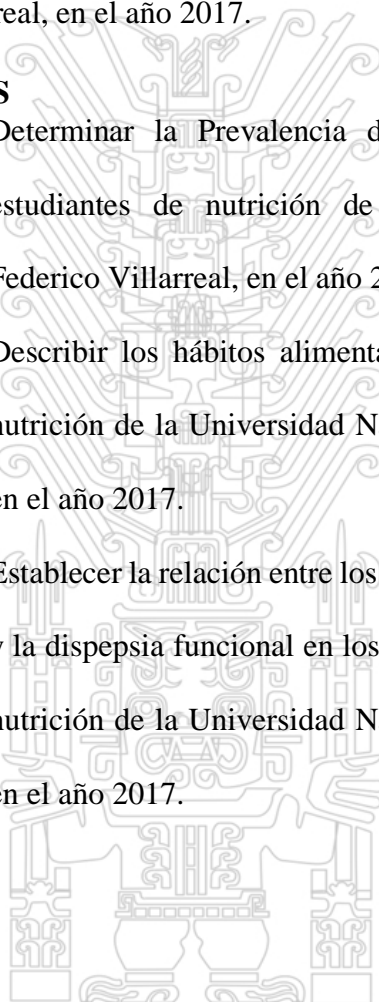 real, en el año 2017.
S
Determinar la Prevalencia d
estudiantes de nutrición de
Federico Villarreal, en el año 2
Describir los hábitos alimenta
nutrición de la Universidad N
en el año 2017.
Establecer la relación entre los
y la dispepsia funcional en los
nutrición de la Universidad N
en el año 2017.